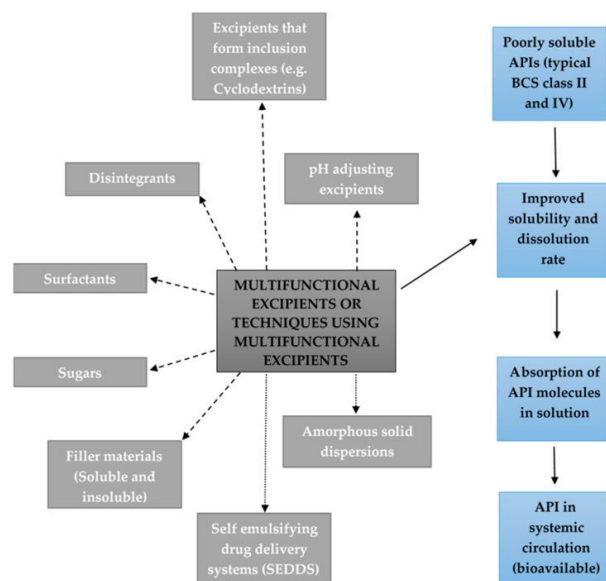 Excipients that
form inclusion
complexes (e.g.
Cyclodextrins)
Poorly soluble
APIs (typical
BCS class II
and IV)
Disintegrants
pH adjusting
excipients
Improved
solubility and
dissolution
rate
Surfactants
MULTIFUNCTIONAL
EXCIPIENTS OR
TECHNIQUES USING
MULTIFUNCTIONAL
EXCIPIENTS
Sugars
Absorption of
API molecules
in solution
Filler materials
(Soluble and
insoluble)
Amorphous solid
dispersions
Self emulsifying
drug delivery
systems (SEDDS)
API in
systemic
circulation
(bioavailable)